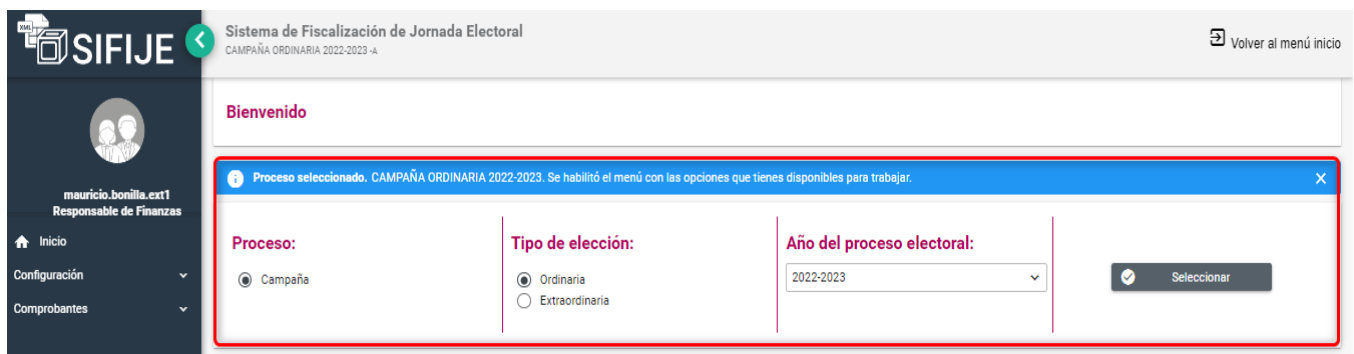 XML
SIFIJE
Sistema de Fiscalización de Jornada Electoral
CAMPAÑA ORDINARIA 2022-2023 -A
Volver al menú inicio
mauricio.bonilla.ext1
Responsable de Finanzas
Inicio
Configuración
Comprobantes
Bienvenido
Proceso seleccionado. CAMPAÑA ORDINARIA 2022-2023. Se habilitó el menú con las opciones que tienes disponibles para trabajar.
Proceso:
Campaña
Tipo de elección:
Ordinaria
Extraordinaria
Año del proceso electoral:
2022-2023
Seleccionar